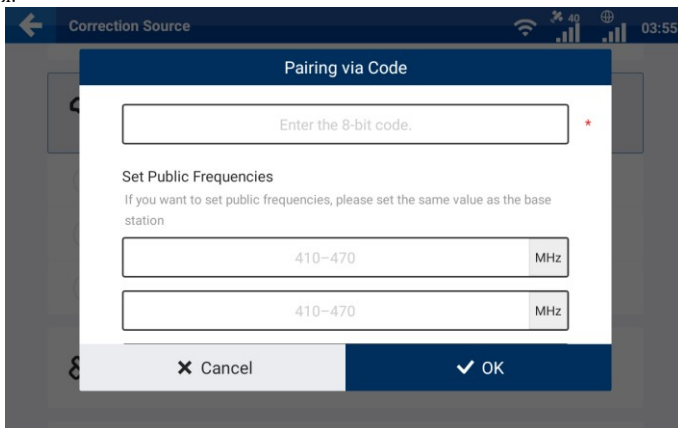 Correction Source
40
03:55
Pairing via Code
Enter the 8-bit code.
*
Set Public Frequencies
If you want to set public frequencies, please set the same value as the base
station
410–470
MHz
410–470
MHz
Cancel
OK